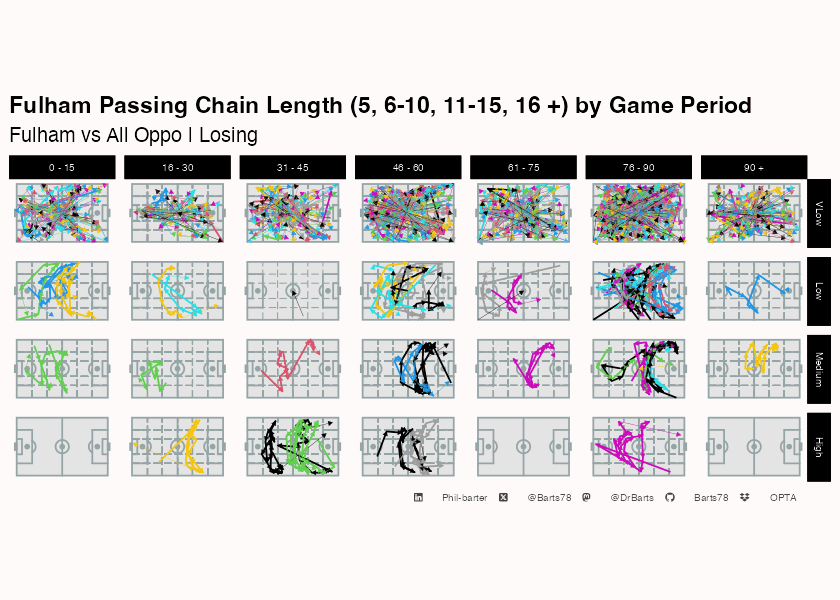 Fulham Passing Chain Length (5, 6-10, 11-15, 16 +) by Game Period
Fulham vs All Oppo | Losing
0 - 15 16 - 30 31 - 45 46 - 60 61 - 75 76 - 90 90 +
VLow
Low
Medium
High
Phil-barter @Barts78 @DrBarts Barts78 OPTA